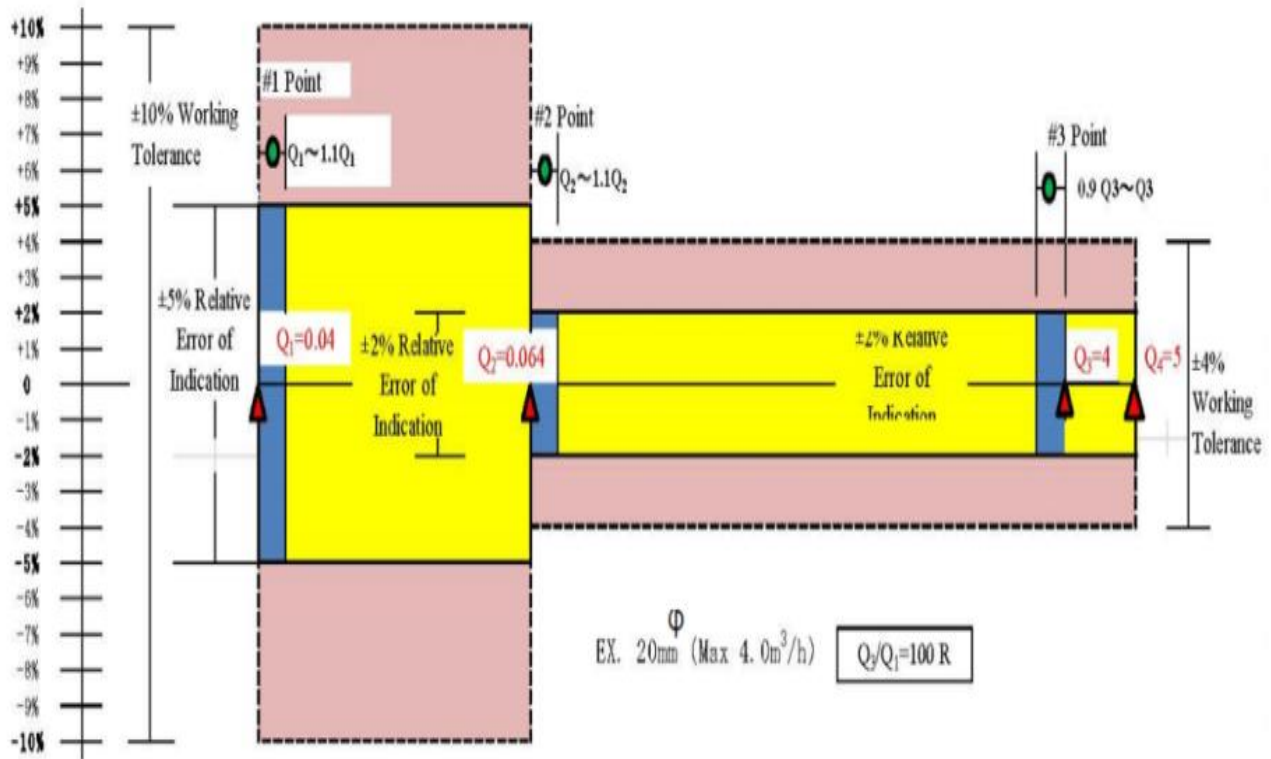 +10%
+9%
+8%
+7%
+6%
+5%
+4%
+3%
+2%
+1%
0
-1%
-2%
-3%
-4%
-5%
-6%
-7%
-8%
-9%
-10%
±10% Working
Tolerance
#1 Point
Q₁～1.1Q₁
#2 Point
Q₂～1.1Q₂
#3 Point
0.9 Q3～Q3
±5% Relative
Error of
Indication
Q₁=0.04
±2% Relative
Error of
Indication
Q₂=0.064
±2% Relative
Error of
Indication
Q₃=4
Q₄=5
±4%
Working
Tolerance
φ
EX. 20mm (Max 4.0m³/h)
Q₃/Q₁=100 R